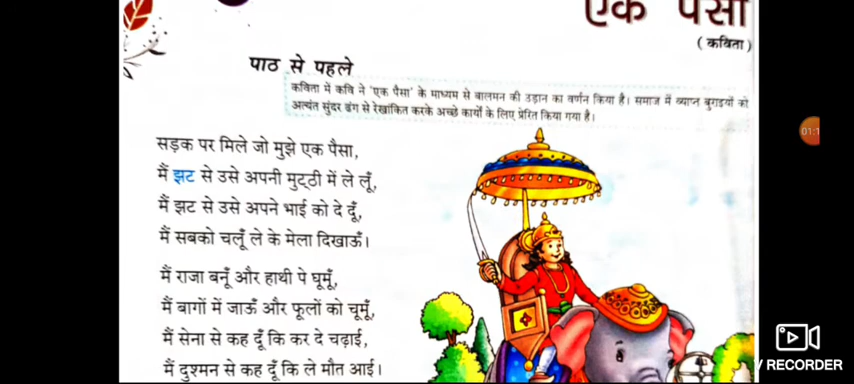 एक पैसा
(कविता)
पाठ से पहले
कविता में कवि ने 'एक पैसा' के माध्यम से बालमन की उड़ान का वर्णन किया है। समाज में व्याप्त बुराइयों को
अत्यंत सुंदर ढंग से रेखांकित करके अच्छे कार्यों के लिए प्रेरित किया गया है।
सड़क पर मिले जो मुझे एक पैसा,
मैं झट से उसे अपनी मुट्ठी में ले लूँ,
मैं झट से उसे अपने भाई को दे दूँ,
मैं सबको चलूँ ले के मेला दिखाऊँ।
मैं राजा बनूँ और हाथी पे घूमूँ,
मैं बागों में जाऊँ और फूलों को चूमूँ,
मैं सेना से कह दूँ कि कर दे चढ़ाई,
मैं दुश्मन से कह दूँ कि ले मौत आई।
01:1
RECORDER